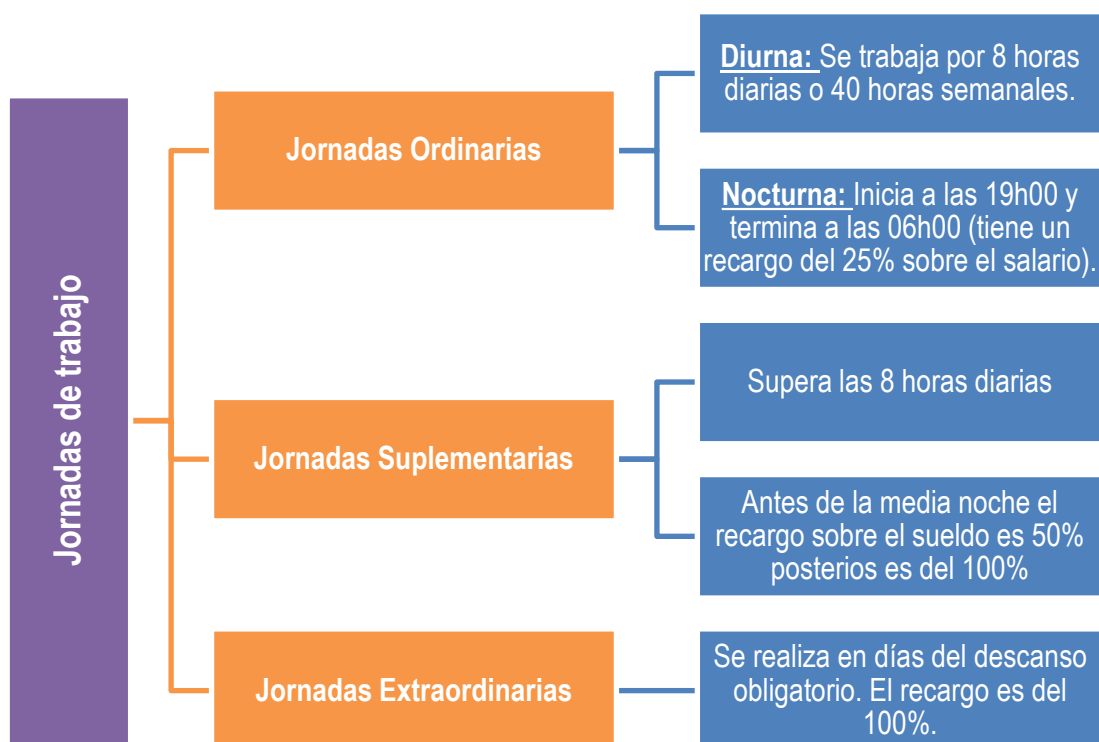 Jornadas de trabajo
Jornadas Ordinarias
Diurna: Se trabaja por 8 horas
diarias o 40 horas semanales.
Nocturna: Inicia a las 19h00 y
termina a las 06h00 (tiene un
recargo del 25% sobre el salario).
Jornadas Suplementarias
Supera las 8 horas diarias
Antes de la media noche el
recargo sobre el sueldo es 50%
posterios es del 100%
Jornadas Extraordinarias
Se realiza en días del descanso
obligatorio. El recargo es del
100%.